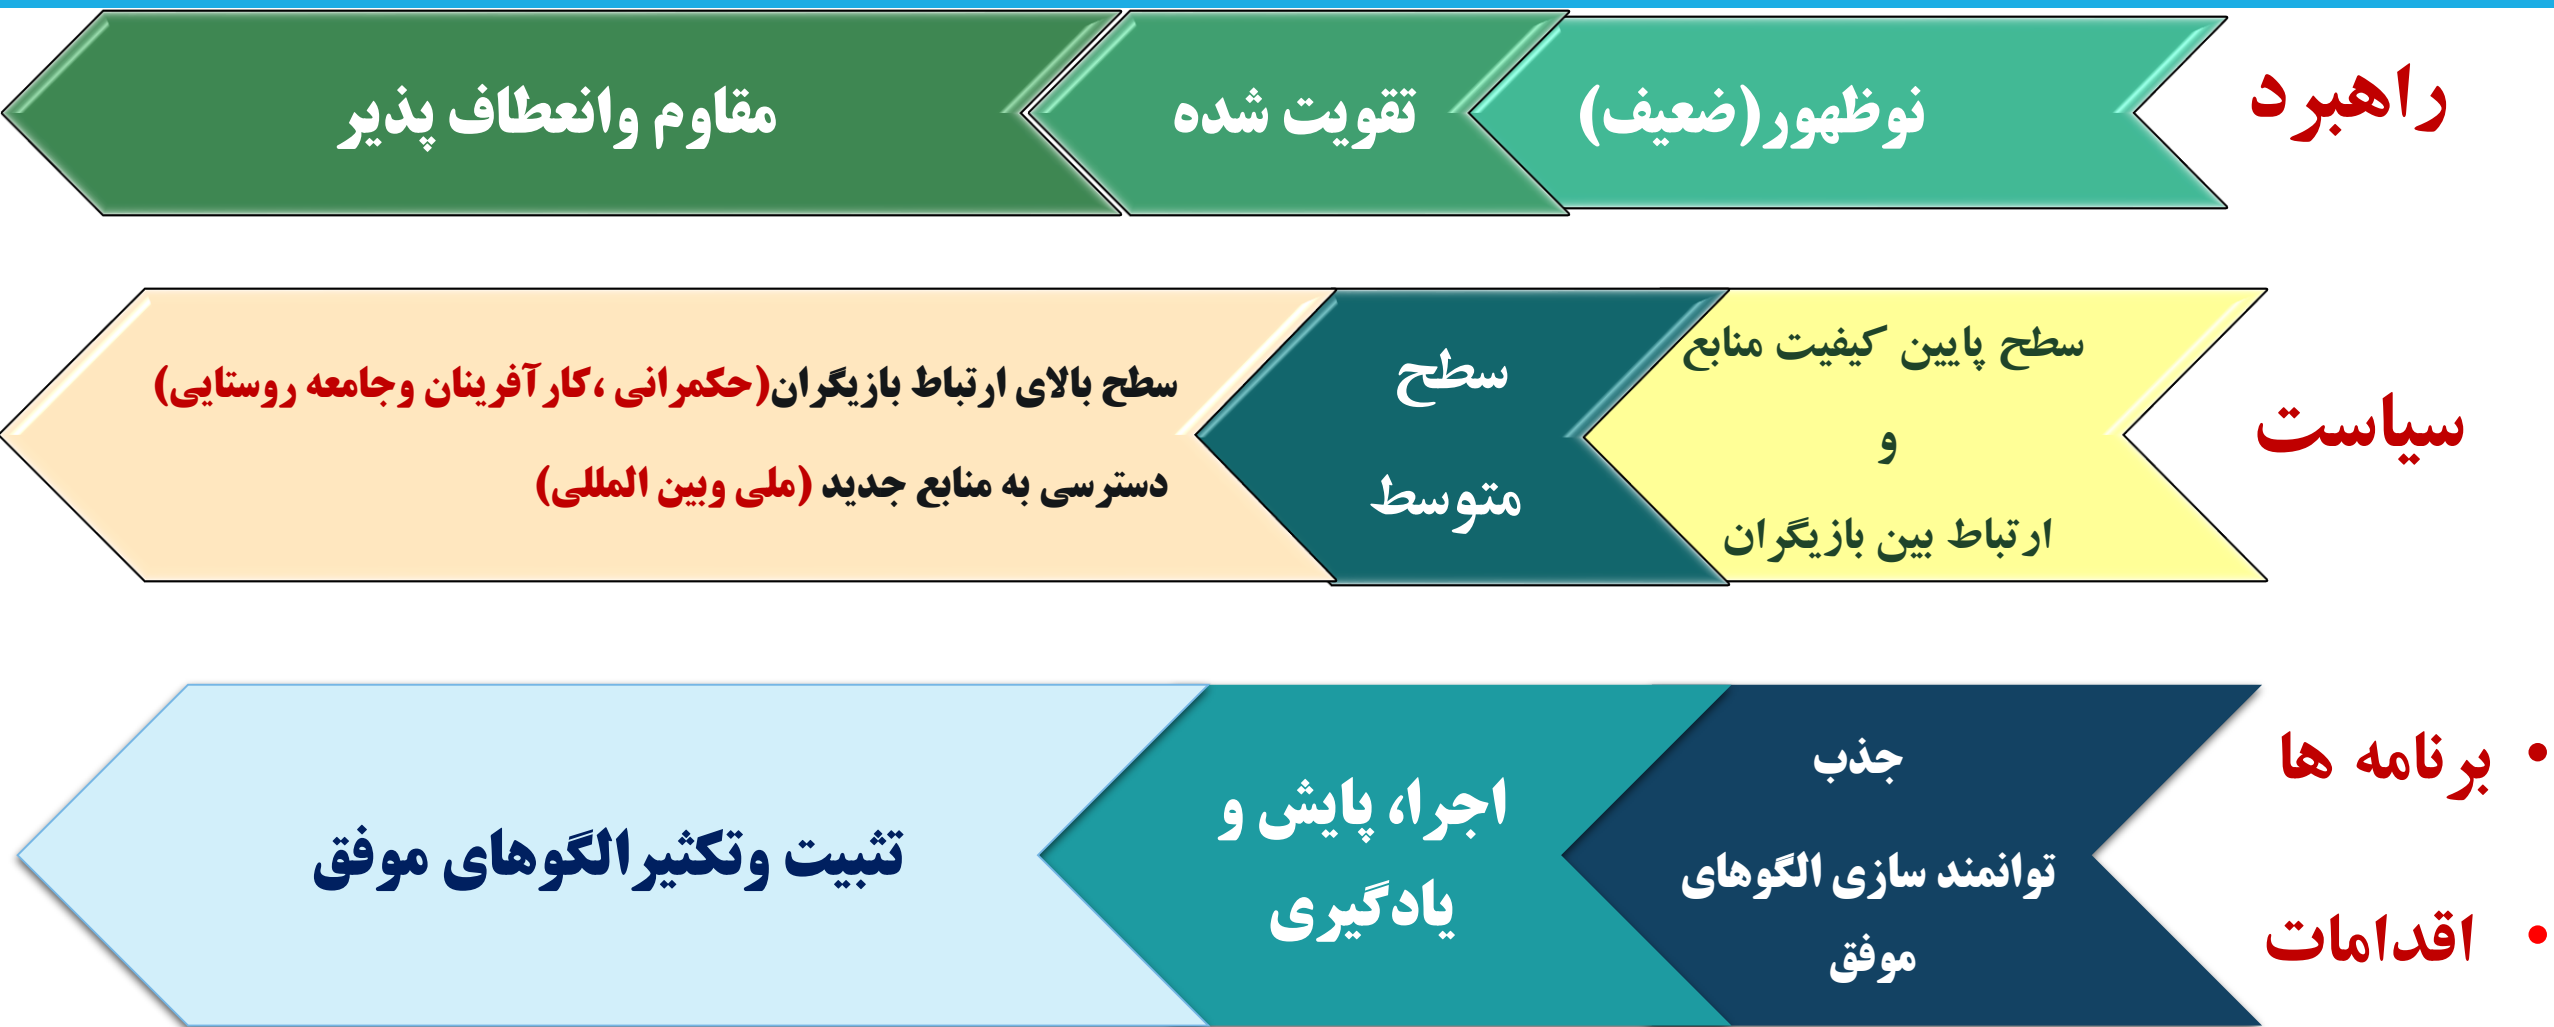 راهبرد
نوظهور(ضعیف)
تقویت شده
مقاوم وانعطاف پذیر
سیاست
سطح پایین کیفیت منابع
و
ارتباط بین بازیگران
سطح
متوسط
سطح بالای ارتباط بازیگران(حکمرانی ،کارآفرینان وجامعه روستایی)
دسترسی به منابع جدید (ملی وبین المللی)
• برنامه ها
• اقدامات
جذب
توانمند سازی الگوهای
موفق
اجرا، پایش و
یادگیری
تثبیت وتکثیرالگوهای موفق